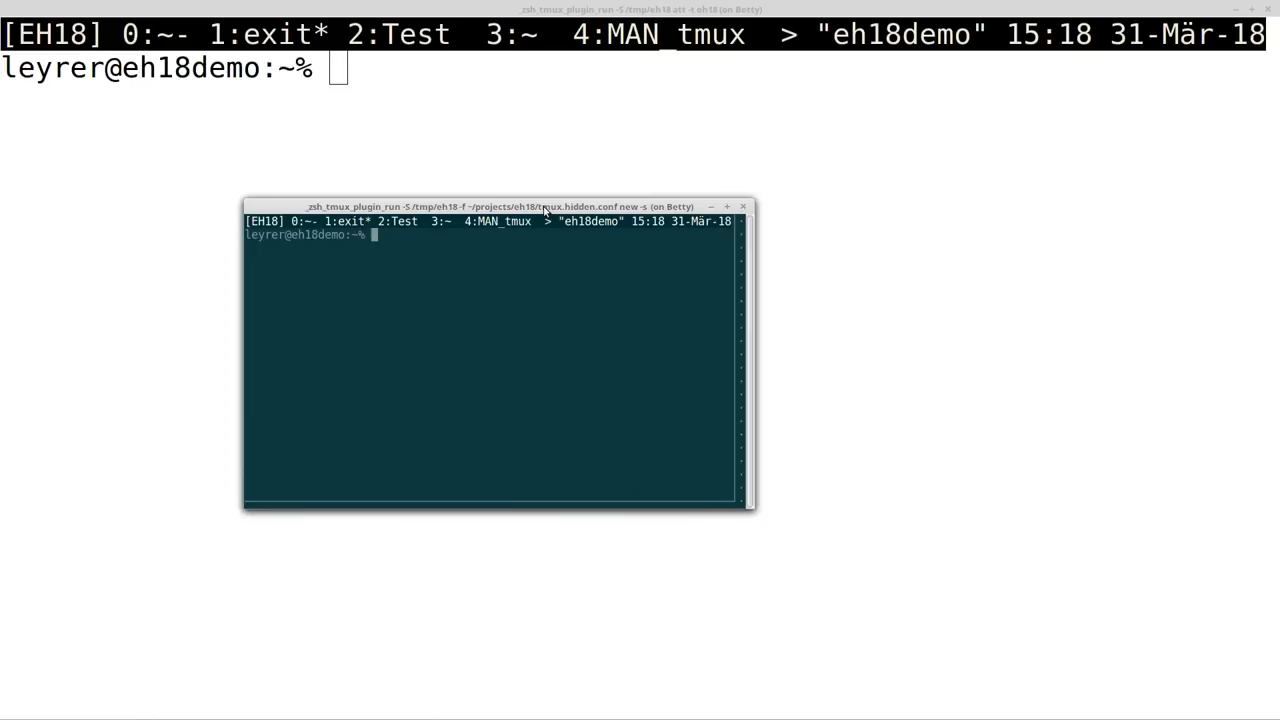 _zsh_tmux_plugin_run -S /tmp/eh18 att -t eh18 (on Betty)
[EH18] 0:~- 1:exit* 2:Test  3:~  4:MAN_tmux  > "eh18demo" 15:18 31-Mär-18
leyrer@eh18demo:~%
_zsh_tmux_plugin_run -S /tmp/eh18 -f ~/projects/eh18/tmux.hidden.conf new -s (on Betty)
[EH18] 0:~- 1:exit* 2:Test  3:~  4:MAN_tmux  > "eh18demo" 15:18 31-Mär-18
leyrer@eh18demo:~%